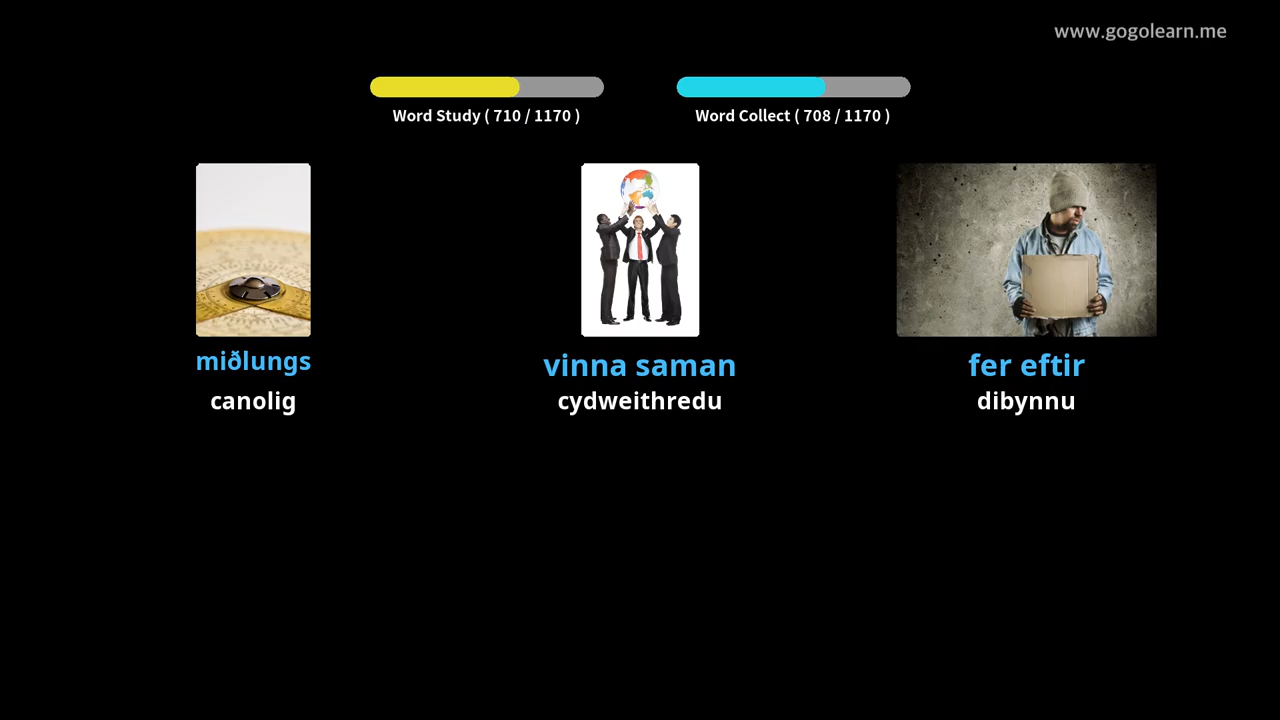 www.gogolearn.me
Word Study ( 710 / 1170 )
Word Collect ( 708 / 1170 )
miðlungs
canolig
vinna saman
cydweithredu
fer eftir
dibynnu